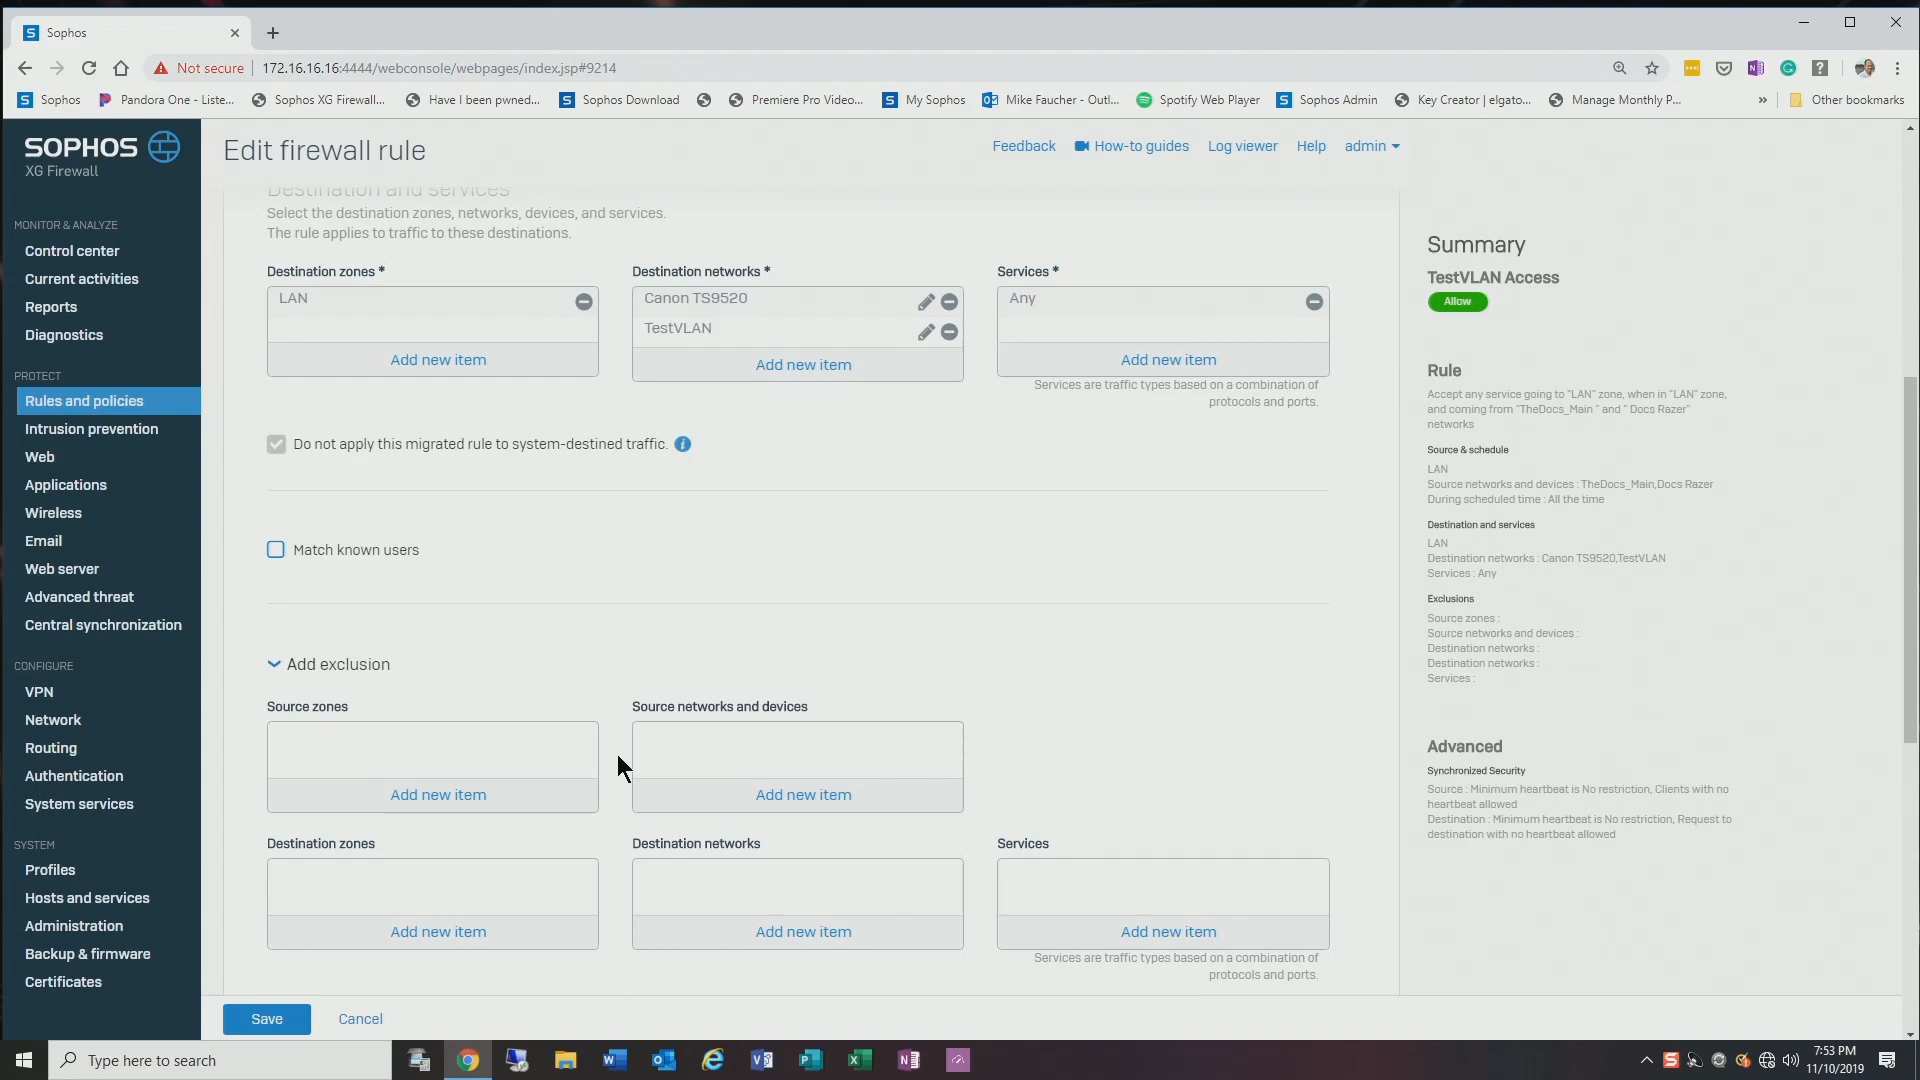 Sophos
Not secure
172.16.16.16:4444/webconsole/webpages/index.jsp#9214
Sophos
Pandora One - Liste...
Sophos XG Firewall...
Have I been pwned...
Sophos Download
Premiere Pro Video...
My Sophos
Mike Faucher - Outl...
Spotify Web Player
Sophos Admin
Key Creator | elgato...
Manage Monthly P...
»
Other bookmarks
SOPHOS
XG Firewall
Edit firewall rule
Feedback
How-to guides
Log viewer
Help
admin
MONITOR & ANALYZE
Control center
Current activities
Reports
Diagnostics
PROTECT
Rules and policies
Intrusion prevention
Web
Applications
Wireless
Email
Web server
Advanced threat
Central synchronization
CONFIGURE
VPN
Network
Routing
Authentication
System services
SYSTEM
Profiles
Hosts and services
Administration
Backup & firmware
Certificates
Destination and services
Select the destination zones, networks, devices, and services.
The rule applies to traffic to these destinations.
Destination zones *
LAN
Add new item
Destination networks *
Canon TS9520
TestVLAN
Add new item
Services *
Any
Add new item
Services are traffic types based on a combination of
protocols and ports.
Do not apply this migrated rule to system-destined traffic.
Match known users
Add exclusion
Source zones
Add new item
Source networks and devices
Add new item
Destination zones
Add new item
Destination networks
Add new item
Services
Add new item
Services are traffic types based on a combination of
protocols and ports.
Save
Cancel
Summary
TestVLAN Access
Allow
Rule
Accept any service going to "LAN" zone, when in "LAN" zone,
and coming from "TheDocs_Main " and " Docs Razer"
networks
Source & schedule
LAN
Source networks and devices : TheDocs_Main,Docs Razer
During scheduled time : All the time
Destination and services
LAN
Destination networks : Canon TS9520,TestVLAN
Services : Any
Exclusions
Source zones :
Source networks and devices :
Destination networks :
Destination networks :
Services :
Advanced
Synchronized Security
Source : Minimum heartbeat is No restriction, Clients with no
heartbeat allowed
Destination : Minimum heartbeat is No restriction, Request to
destination with no heartbeat allowed
Type here to search
7:53 PM
11/10/2019